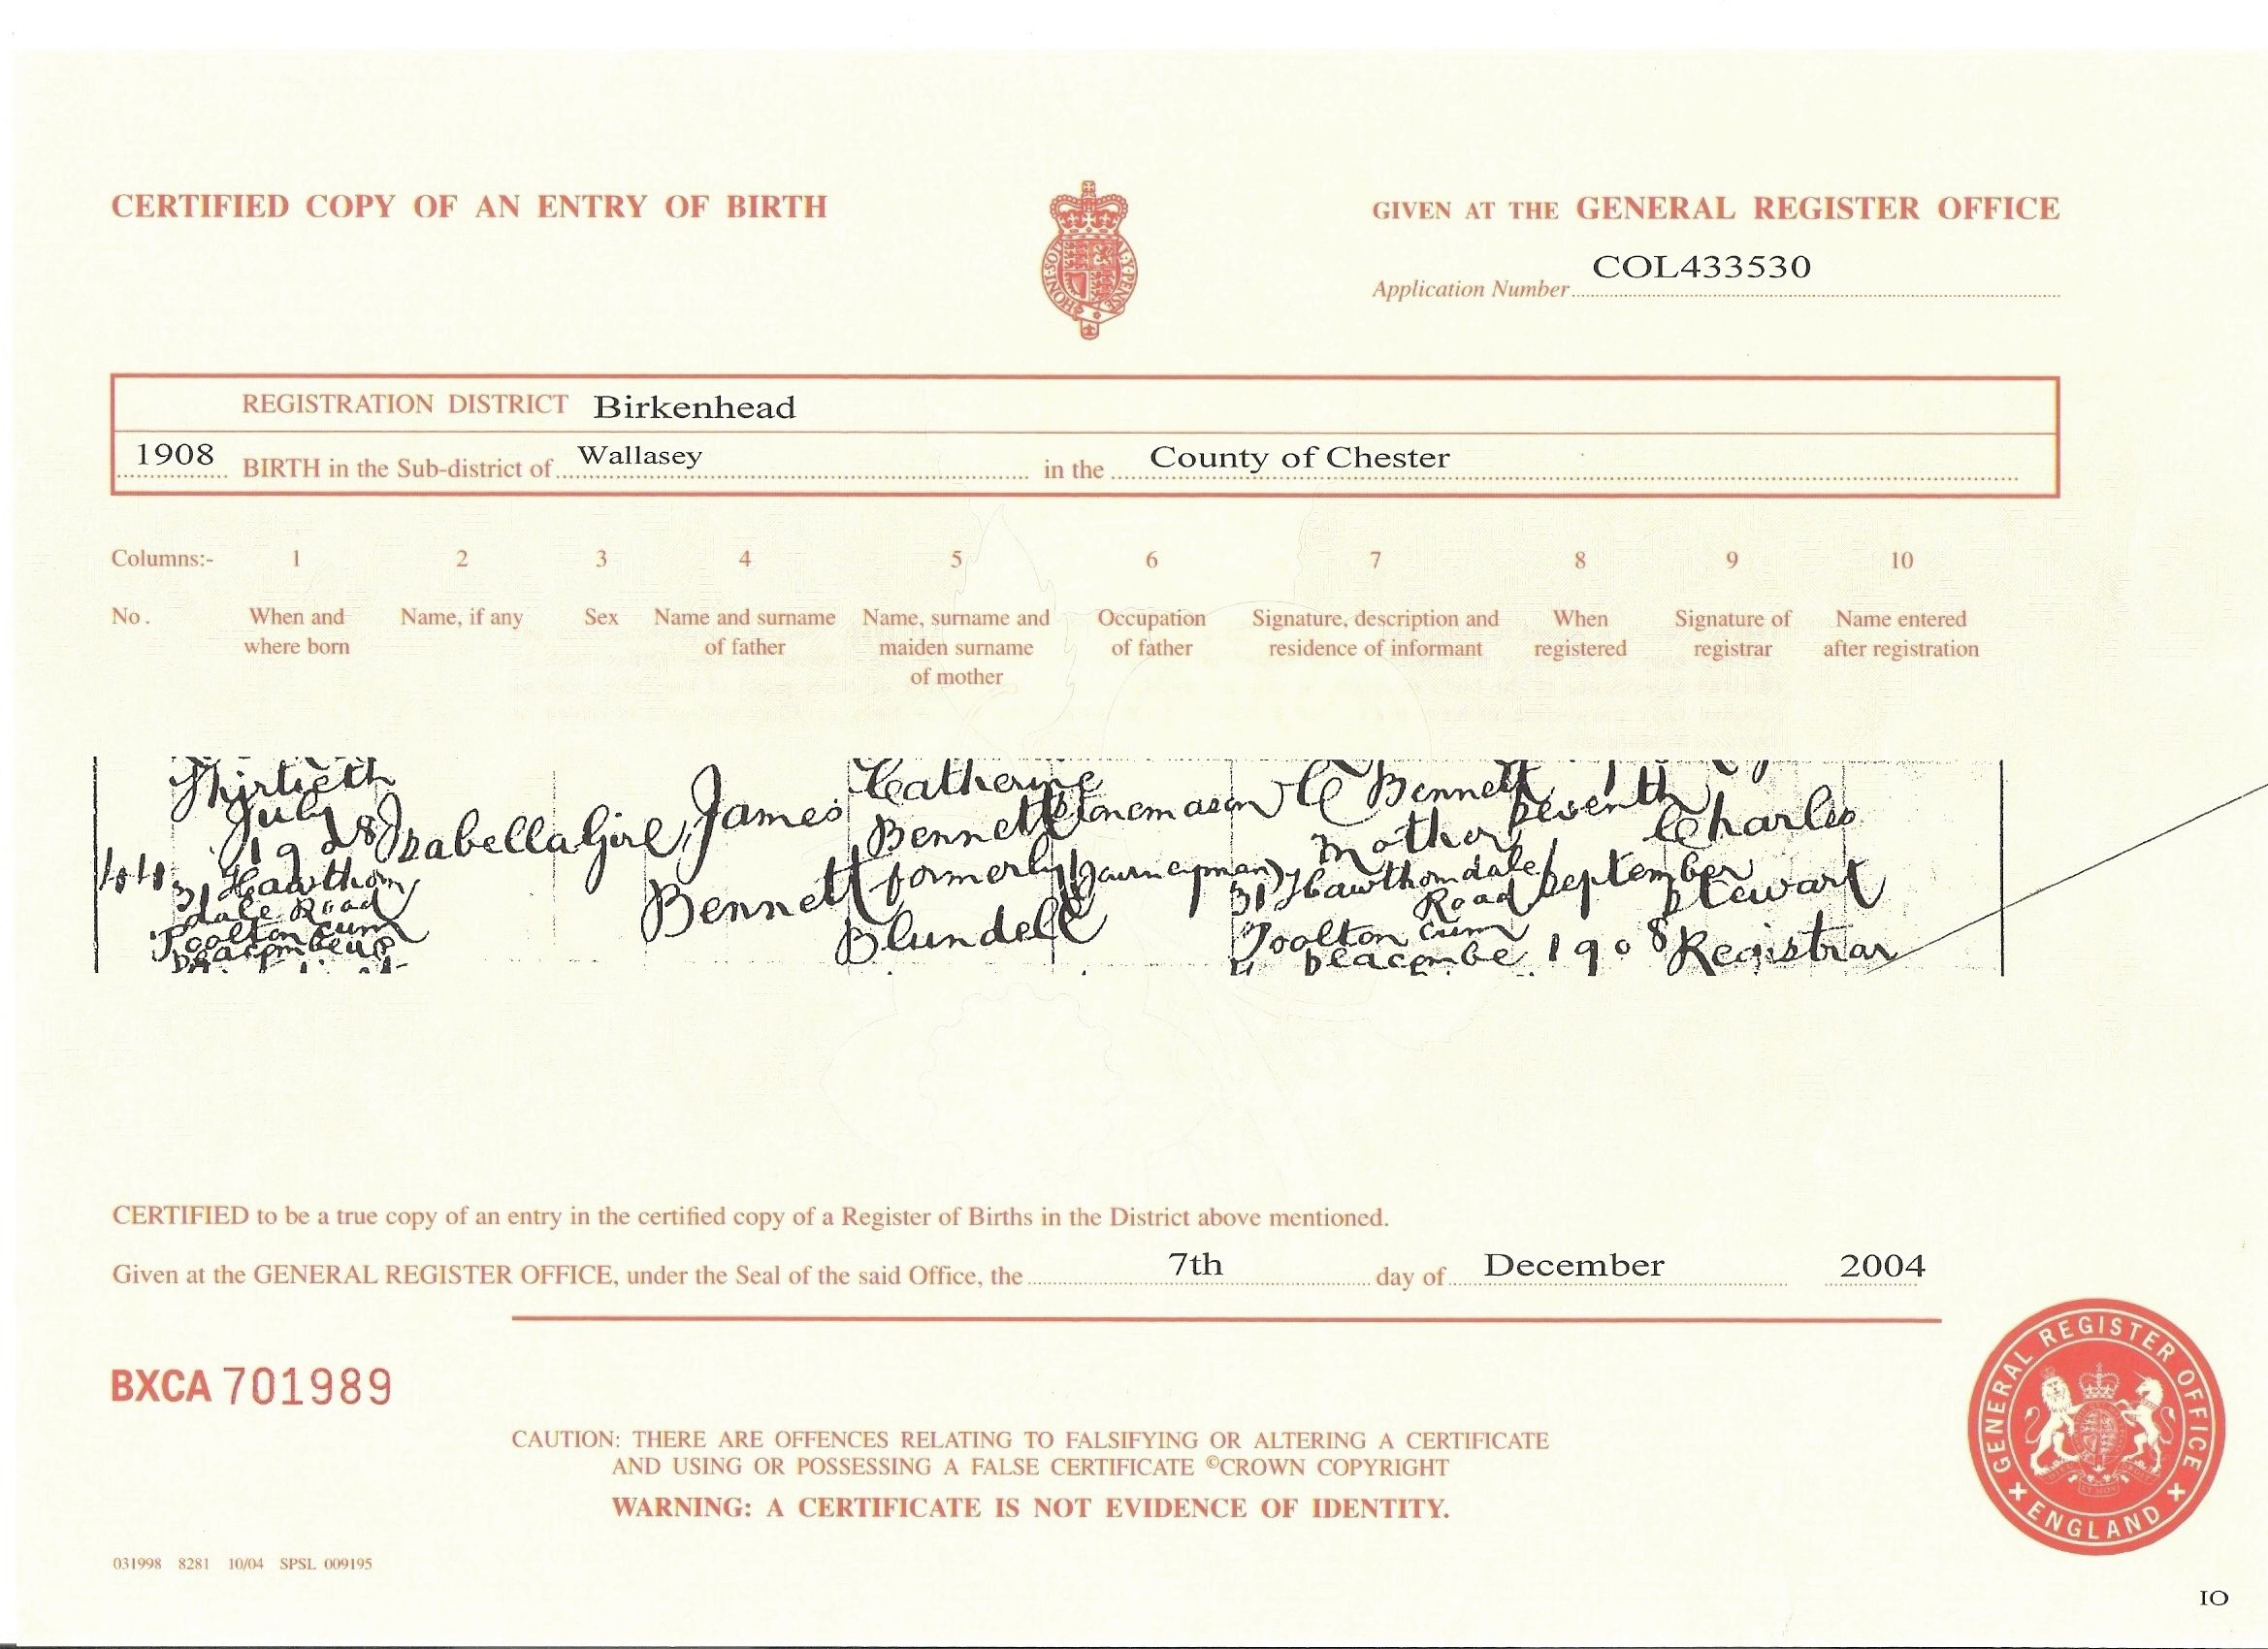 CERTIFIED COPY OF AN ENTRY OF BIRTH
GIVEN AT THE GENERAL REGISTER OFFICE
Application Number COL433530
REGISTRATION DISTRICT Birkenhead
1908 BIRTH in the Sub-district of Wallasey in the County of Chester
Columns:- 1 2 3 4 5 6 7 8 9 10
No. When and where born
Name, if any
Sex
Name and surname of father
Name, surname and maiden surname of mother
Occupation of father
Signature, description and residence of informant
When registered
Signature of registrar
Name entered after registration
Thirtieth
July
1908
31 Hawthorn
dale Road
Poolton cum
Seacombe UD
Isabella
Girl
James
Bennett
Catherine
Bennett
formerly
Blundell
Stonemason
(Journeyman)
C Bennett
Mother
31 Hawthorndale
Road
Poolton cum
Seacombe
Seventh
September
1908
Charles
Stewart
Registrar
CERTIFIED to be a true copy of an entry in the certified copy of a Register of Births in the District above mentioned.
Given at the GENERAL REGISTER OFFICE, under the Seal of the said Office, the 7th day of December 2004
BXCA 701989
CAUTION: THERE ARE OFFENCES RELATING TO FALSIFYING OR ALTERING A CERTIFICATE
AND USING OR POSSESSING A FALSE CERTIFICATE ©CROWN COPYRIGHT
WARNING: A CERTIFICATE IS NOT EVIDENCE OF IDENTITY.
GENERAL REGISTER OFFICE
ENGLAND
031998 8281 10/04 SPSL 009195
IO